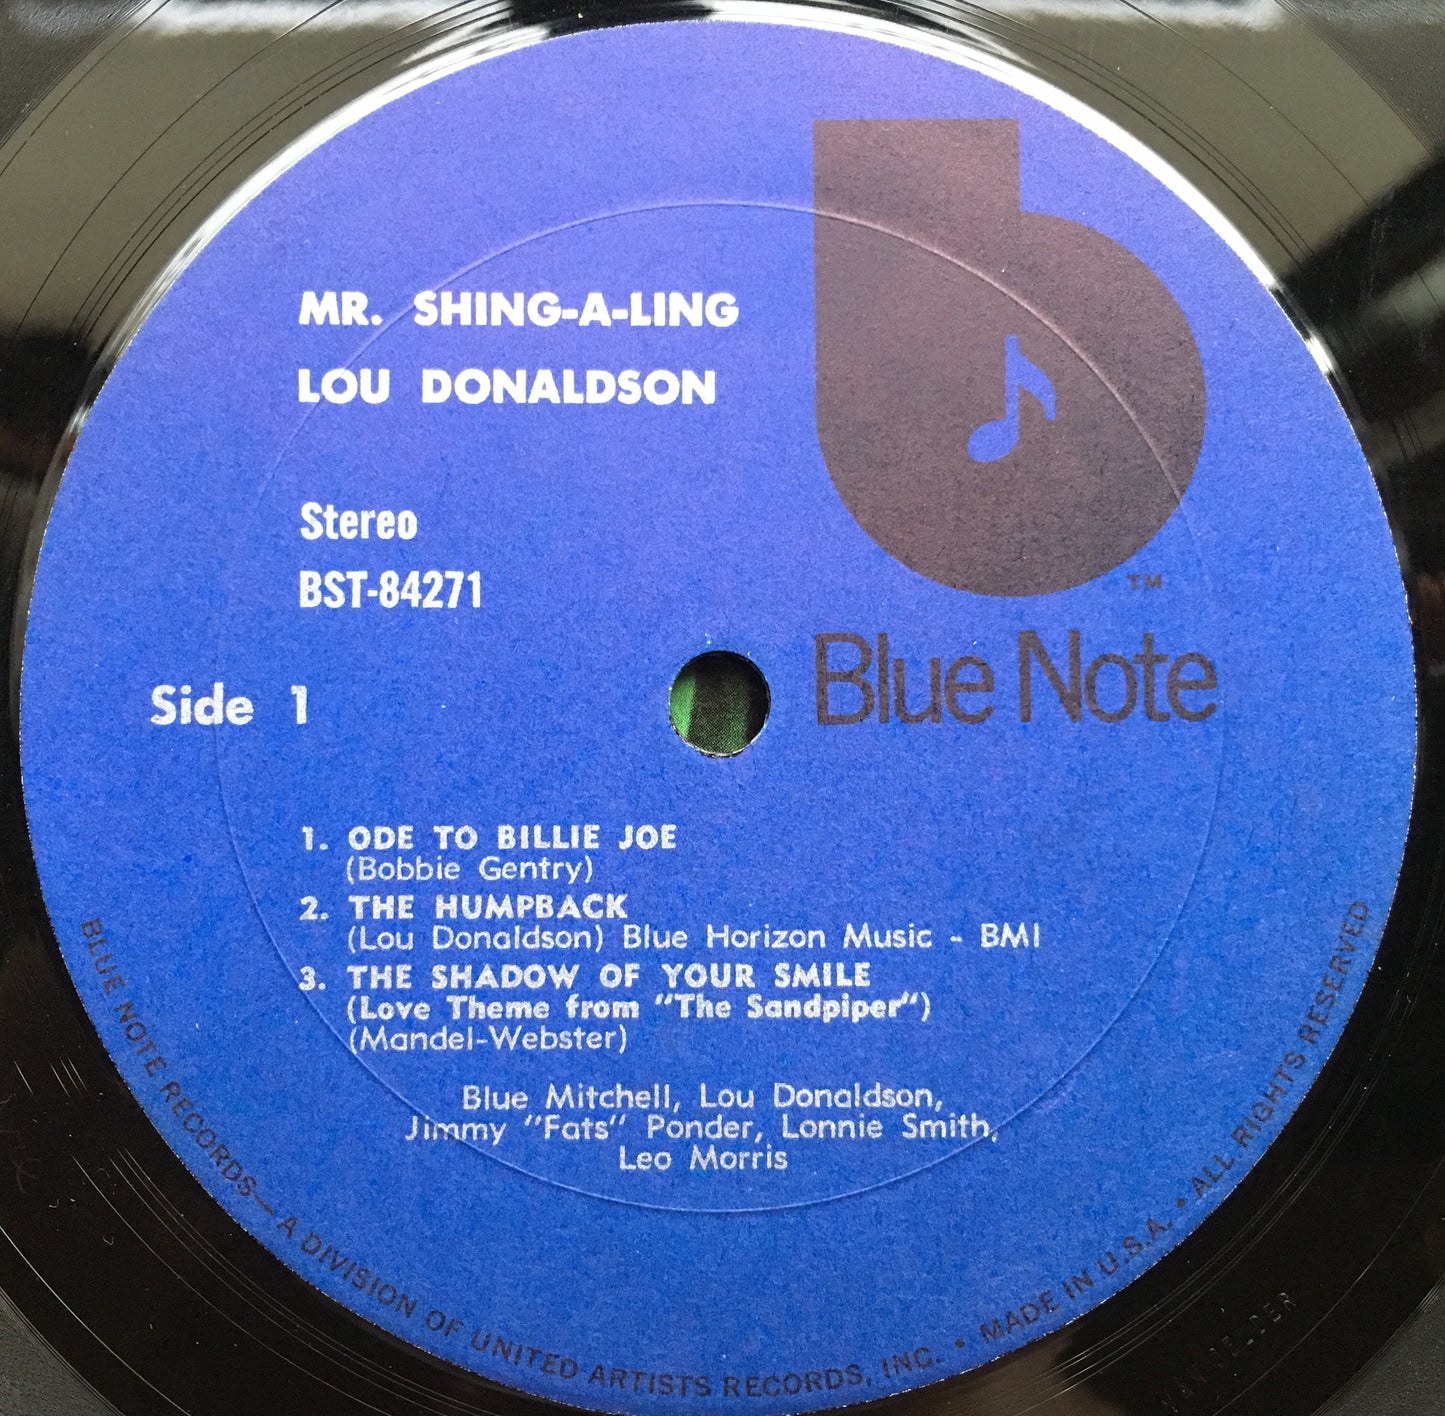 MR. SHING-A-LING
LOU DONALDSON
Stereo
BST-84271
TM
Blue Note
Side 1
1. ODE TO BILLIE JOE
(Bobbie Gentry)
2. THE HUMPBACK
(Lou Donaldson) Blue Horizon Music - BMI
3. THE SHADOW OF YOUR SMILE
(Love Theme from "The Sandpiper")
(Mandel-Webster)
Blue Mitchell, Lou Donaldson,
Jimmy "Fats" Ponder, Lonnie Smith,
Leo Morris
BLUE NOTE RECORDS—A DIVISION OF UNITED ARTISTS RECORDS, INC. • MADE IN U.S.A. • ALL RIGHTS RESERVED
VAN GELDER